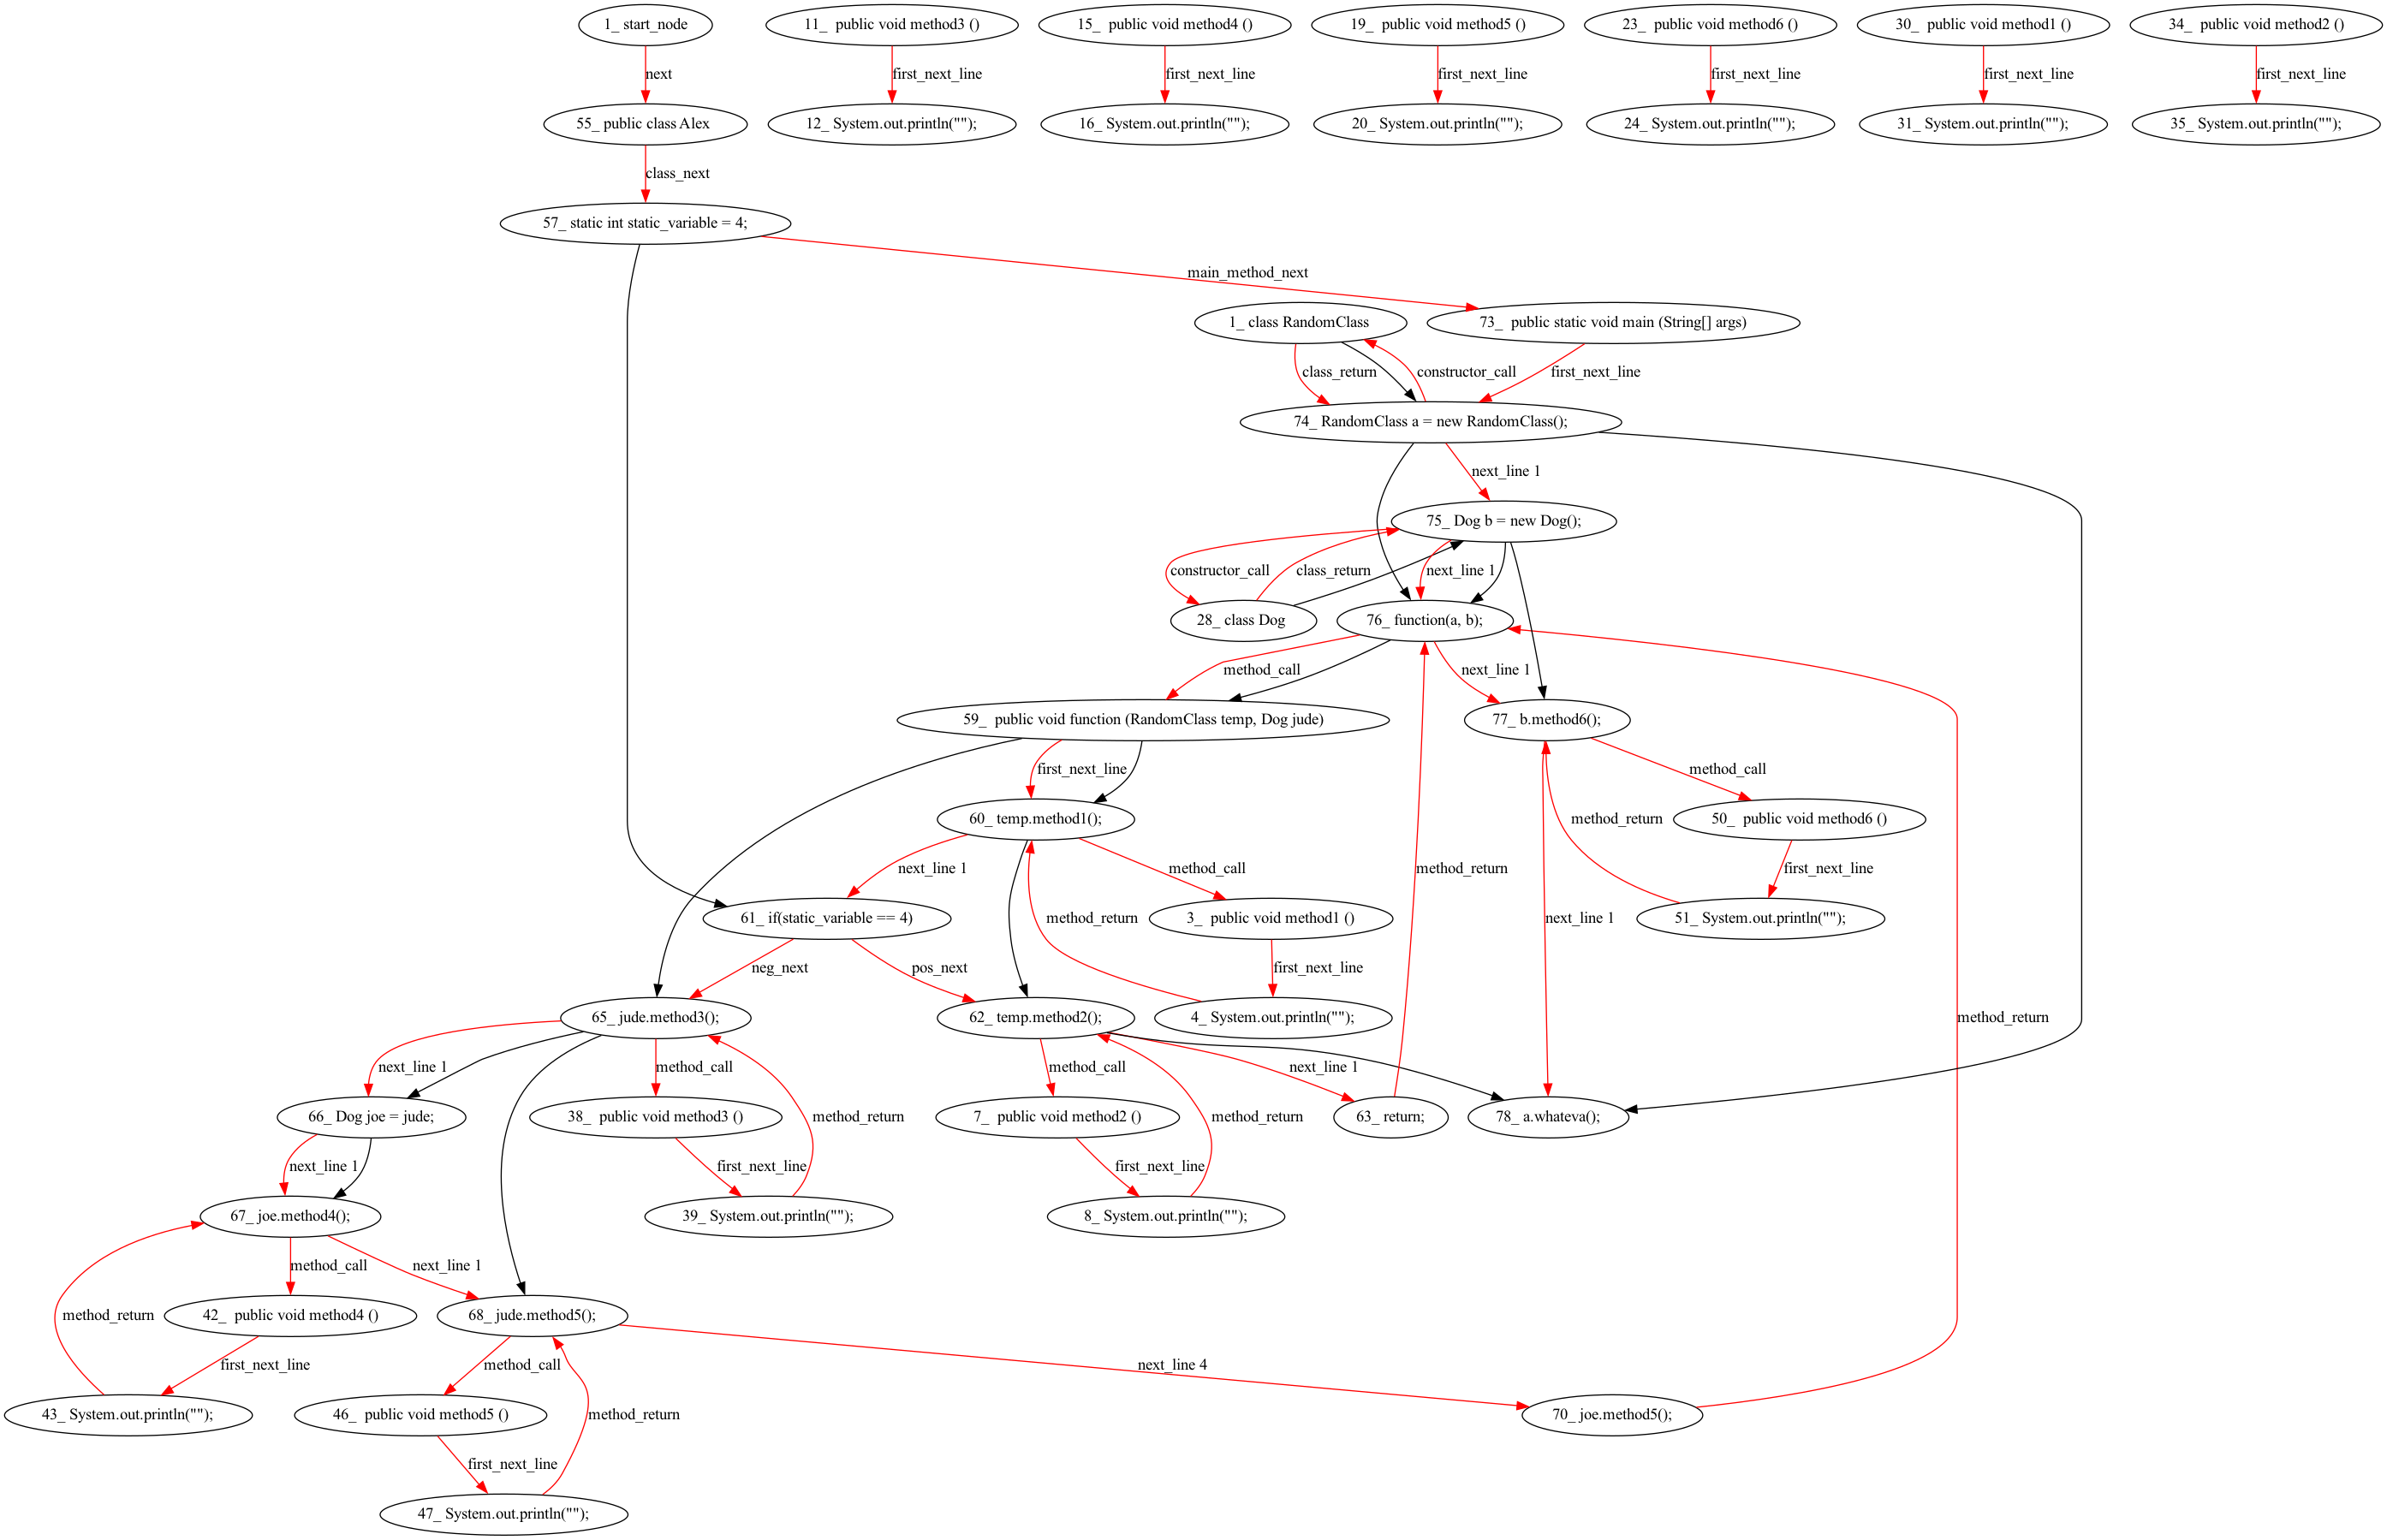 1_ start_node
11_  public void method3 ()
15_  public void method4 ()
19_  public void method5 ()
23_  public void method6 ()
30_  public void method1 ()
34_  public void method2 ()
next
first_next_line
first_next_line
first_next_line
first_next_line
first_next_line
first_next_line
55_ public class Alex
12_ System.out.println("");
16_ System.out.println("");
20_ System.out.println("");
24_ System.out.println("");
31_ System.out.println("");
35_ System.out.println("");
class_next
57_ static int static_variable = 4;
main_method_next
1_ class RandomClass
73_  public static void main (String[] args)
class_return
constructor_call
first_next_line
74_ RandomClass a = new RandomClass();
next_line 1
75_ Dog b = new Dog();
constructor_call
class_return
next_line 1
28_ class Dog
76_ function(a, b);
method_call
next_line 1
59_  public void function (RandomClass temp, Dog jude)
77_ b.method6();
first_next_line
method_call
60_ temp.method1();
method_return
50_  public void method6 ()
next_line 1
method_call
method_return
first_next_line
61_ if(static_variable == 4)
method_return
3_  public void method1 ()
next_line 1
51_ System.out.println("");
neg_next
pos_next
first_next_line
65_ jude.method3();
62_ temp.method2();
4_ System.out.println("");
method_return
next_line 1
method_call
method_call
next_line 1
66_ Dog joe = jude;
38_  public void method3 ()
method_return
7_  public void method2 ()
method_return
63_ return;
78_ a.whateva();
next_line 1
first_next_line
first_next_line
67_ joe.method4();
39_ System.out.println("");
8_ System.out.println("");
method_call
next_line 1
method_return
42_  public void method4 ()
68_ jude.method5();
first_next_line
method_call
next_line 4
43_ System.out.println("");
46_  public void method5 ()
method_return
70_ joe.method5();
first_next_line
47_ System.out.println("");